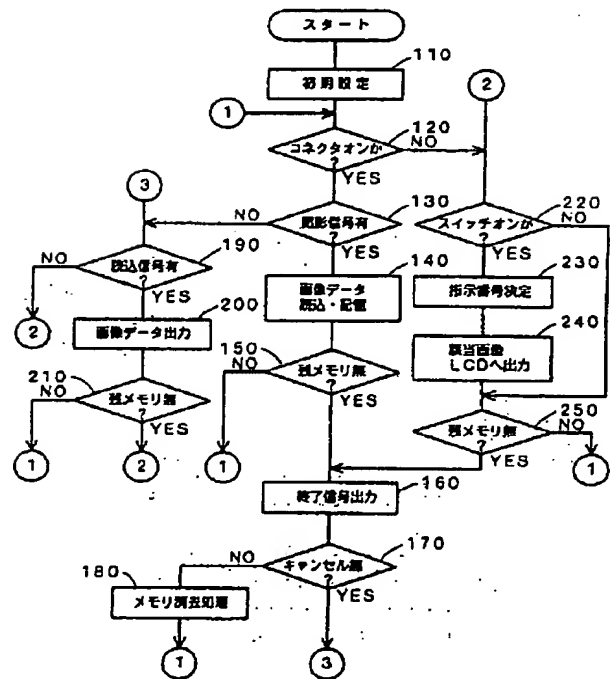 スタート
110
初期設定
1
2
120
コネクタオンか
?
NO
YES
3
130
撮影信号有
?
NO
YES
220
スイッチオンか
?
NO
YES
190
読込信号有
?
NO
YES
2
140
画像データ
読込・記憶
230
指示番号決定
200
画像データ出力
240
該当画像
LCDへ出力
150
残メモリ無
?
NO
YES
1
210
残メモリ無
?
NO
YES
1
2
250
残メモリ無
?
NO
YES
1
160
終了信号出力
170
キャンセル無
?
NO
YES
180
メモリ消去処理
1
3